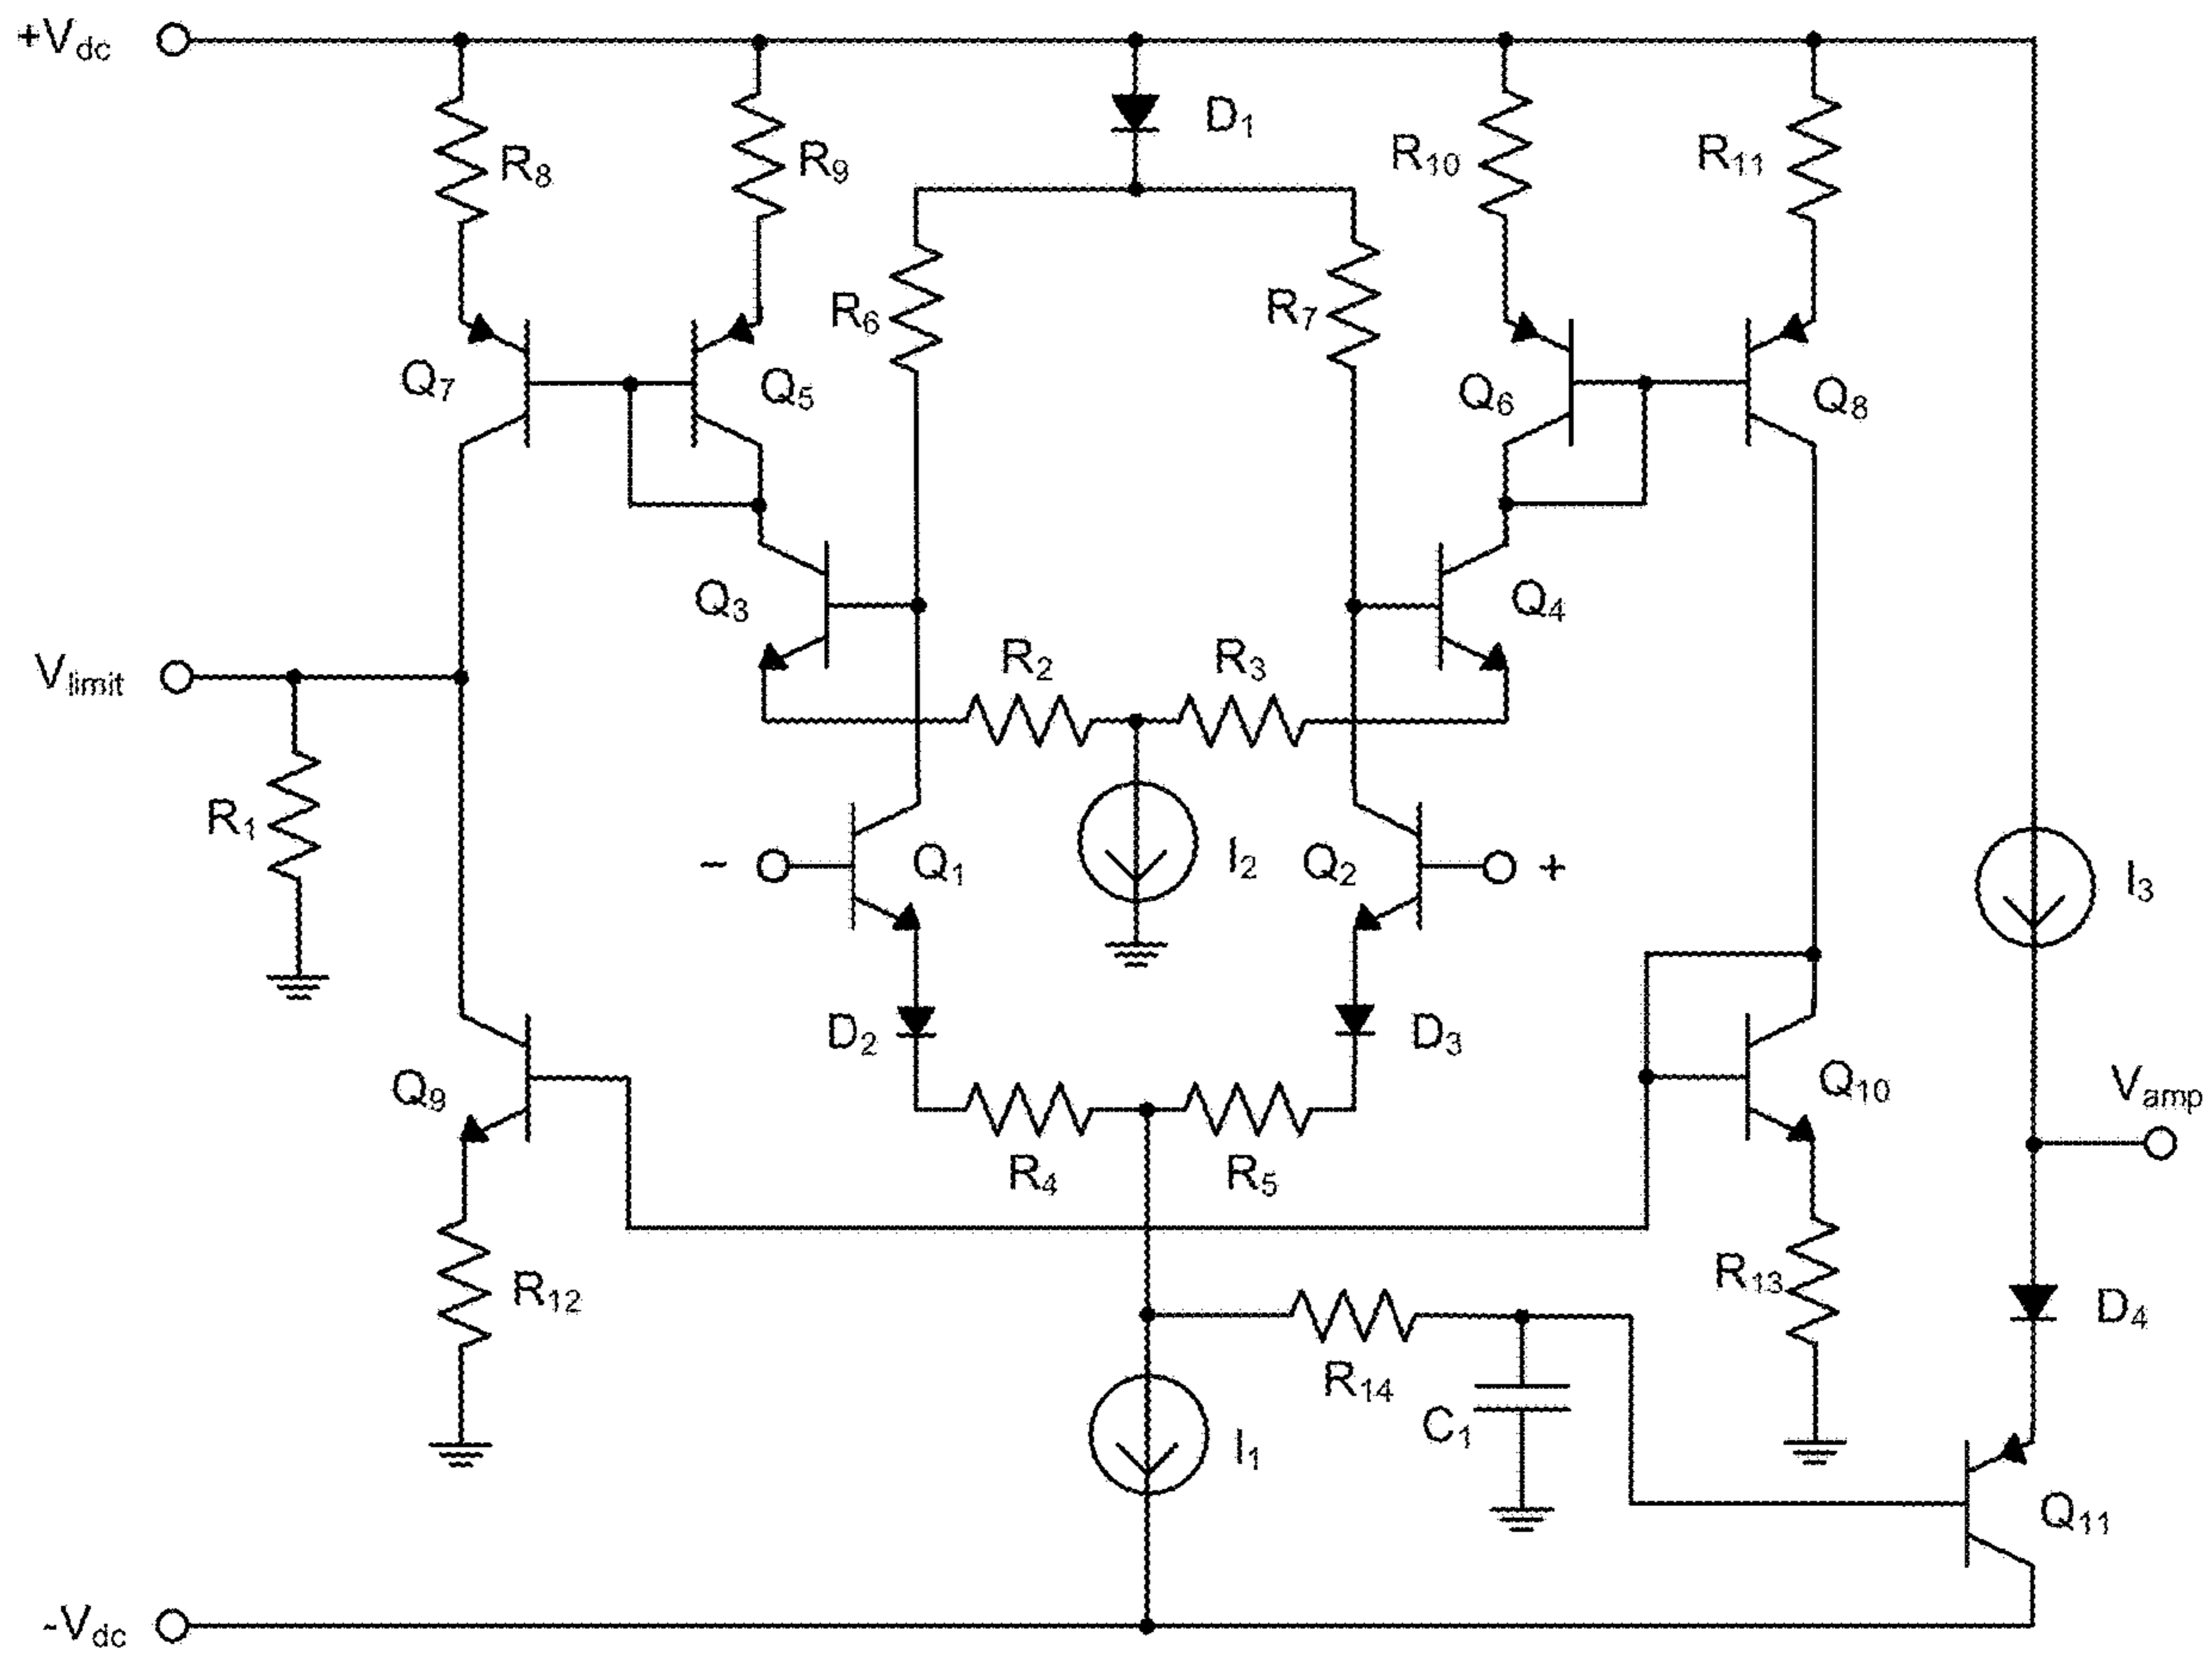 +Vdc
D1
R8
R9
R10
R11
R6
R7
Q7
Q5
Q6
Q8
Q3
Q4
R2
R3
Vlimit
R1
−
Q1
I2
Q2
+
I3
D2
D3
Q9
Q10
Vamp
R4
R5
R12
R13
D4
R14
C1
I1
Q11
-Vdc